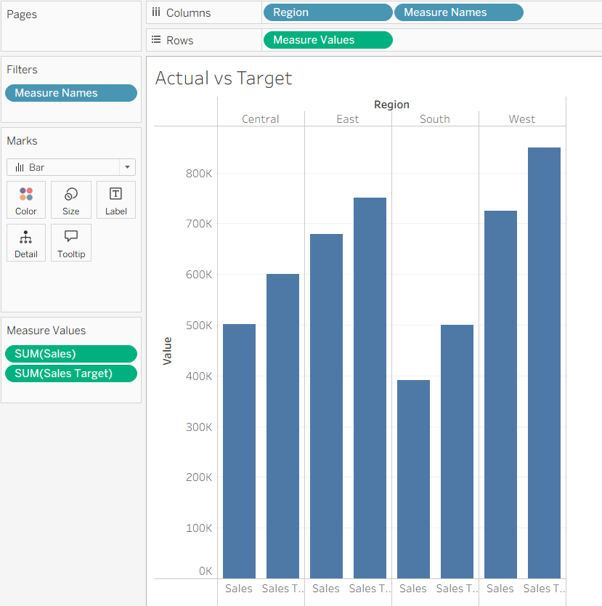 Pages
Columns
Region
Measure Names
Rows
Measure Values
Filters
Measure Names
Marks
Bar
Color
Size
Label
Detail
Tooltip
Measure Values
SUM(Sales)
SUM(Sales Target)
Actual vs Target
Region
Central East South West
Value
800K
700K
600K
500K
400K
300K
200K
100K
0K
Sales Sales T.. Sales Sales T.. Sales Sales T.. Sales Sales T..